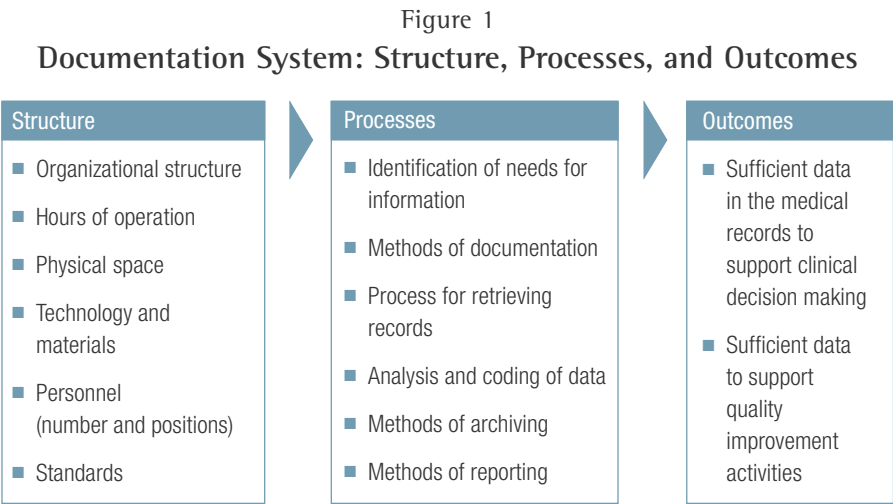 Figure 1
Documentation System: Structure, Processes, and Outcomes
Structure
Organizational structure
Hours of operation
Physical space
Technology and
materials
Personnel
(number and positions)
Standards
Processes
Identification of needs for
information
Methods of documentation
Process for retrieving
records
Analysis and coding of data
Methods of archiving
Methods of reporting
Outcomes
Sufficient data
in the medical
records to
support clinical
decision making
Sufficient data
to support
quality
improvement
activities